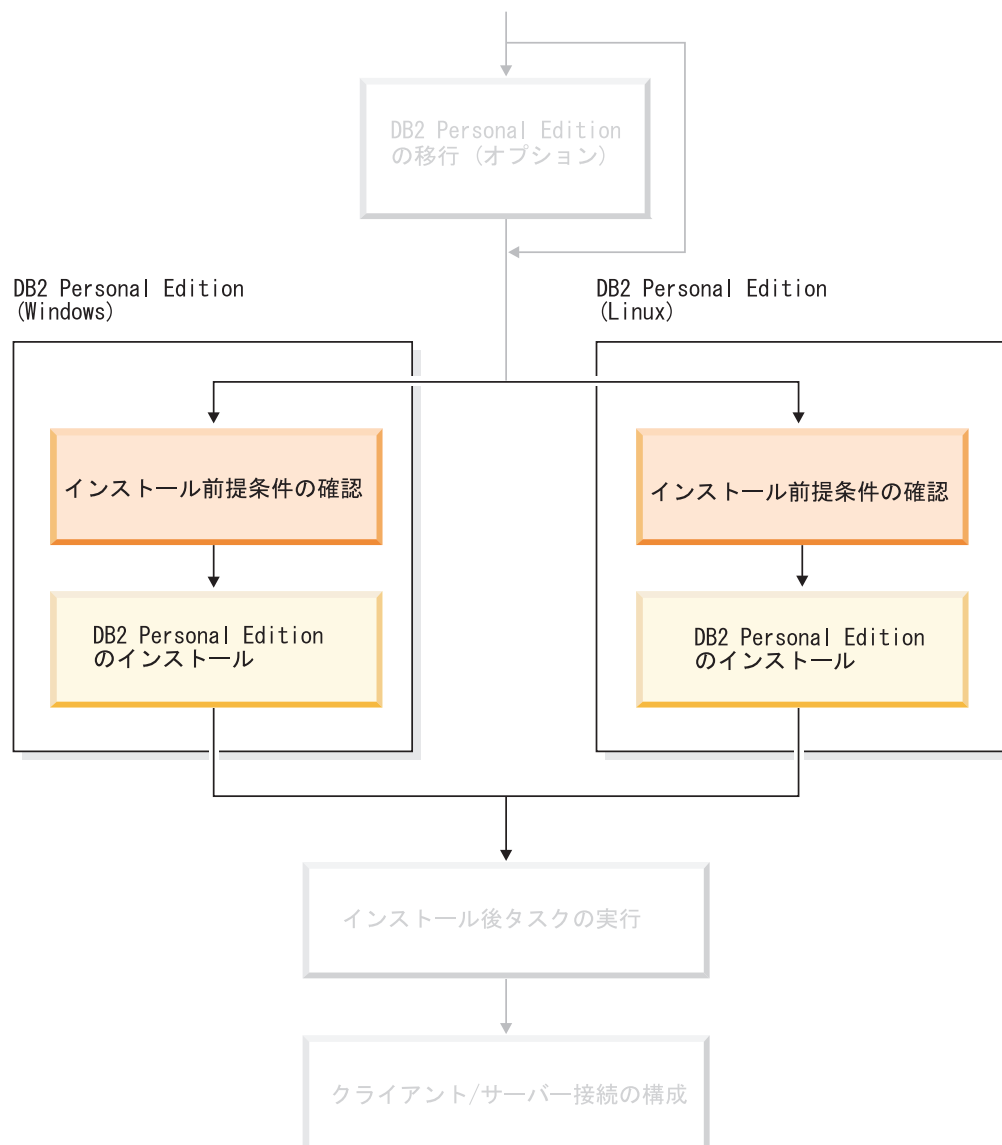 DB2 Personal Edition
の移行（オプション）
DB2 Personal Edition
(Windows)
DB2 Personal Edition
(Linux)
インストール前提条件の確認
インストール前提条件の確認
DB2 Personal Edition
のインストール
DB2 Personal Edition
のインストール
インストール後タスクの実行
クライアント/サーバー接続の構成